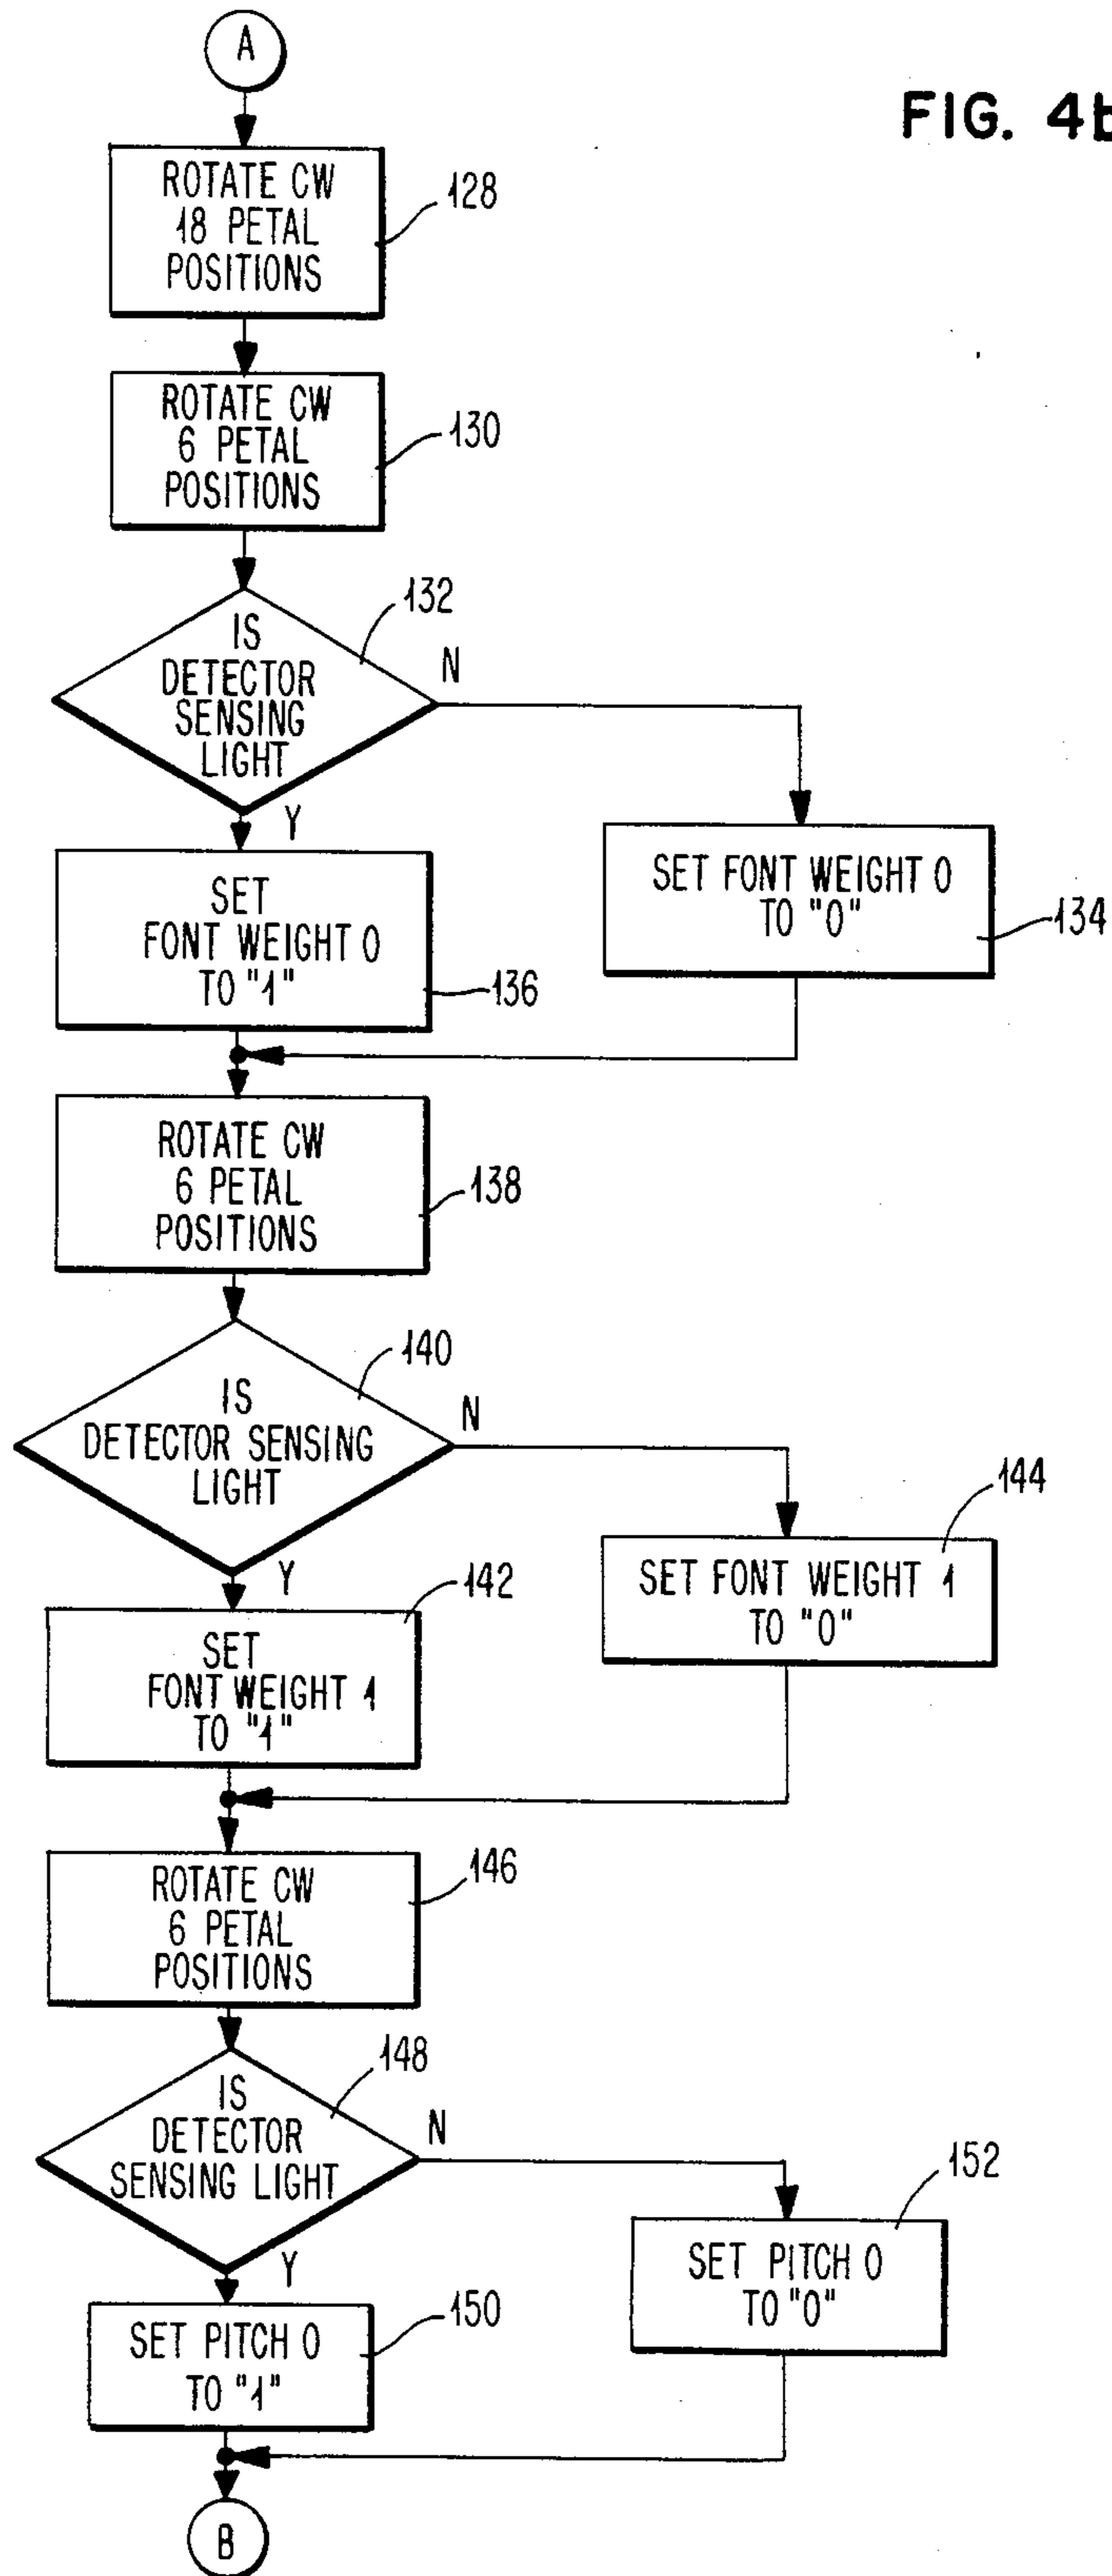 A
FIG. 4b
ROTATE CW
18 PETAL
POSITIONS
128
ROTATE CW
6 PETAL
POSITIONS
130
IS
DETECTOR
SENSING
LIGHT
132
N
Y
SET FONT WEIGHT 0
TO "0"
134
SET
FONT WEIGHT 0
TO "1"
136
ROTATE CW
6 PETAL
POSITIONS
138
IS
DETECTOR SENSING
LIGHT
140
N
Y
SET FONT WEIGHT 1
TO "0"
144
SET
FONT WEIGHT 1
TO "1"
142
ROTATE CW
6 PETAL
POSITIONS
146
IS
DETECTOR
SENSING LIGHT
148
N
Y
SET PITCH 0
TO "0"
152
SET PITCH 0
TO "1"
150
B